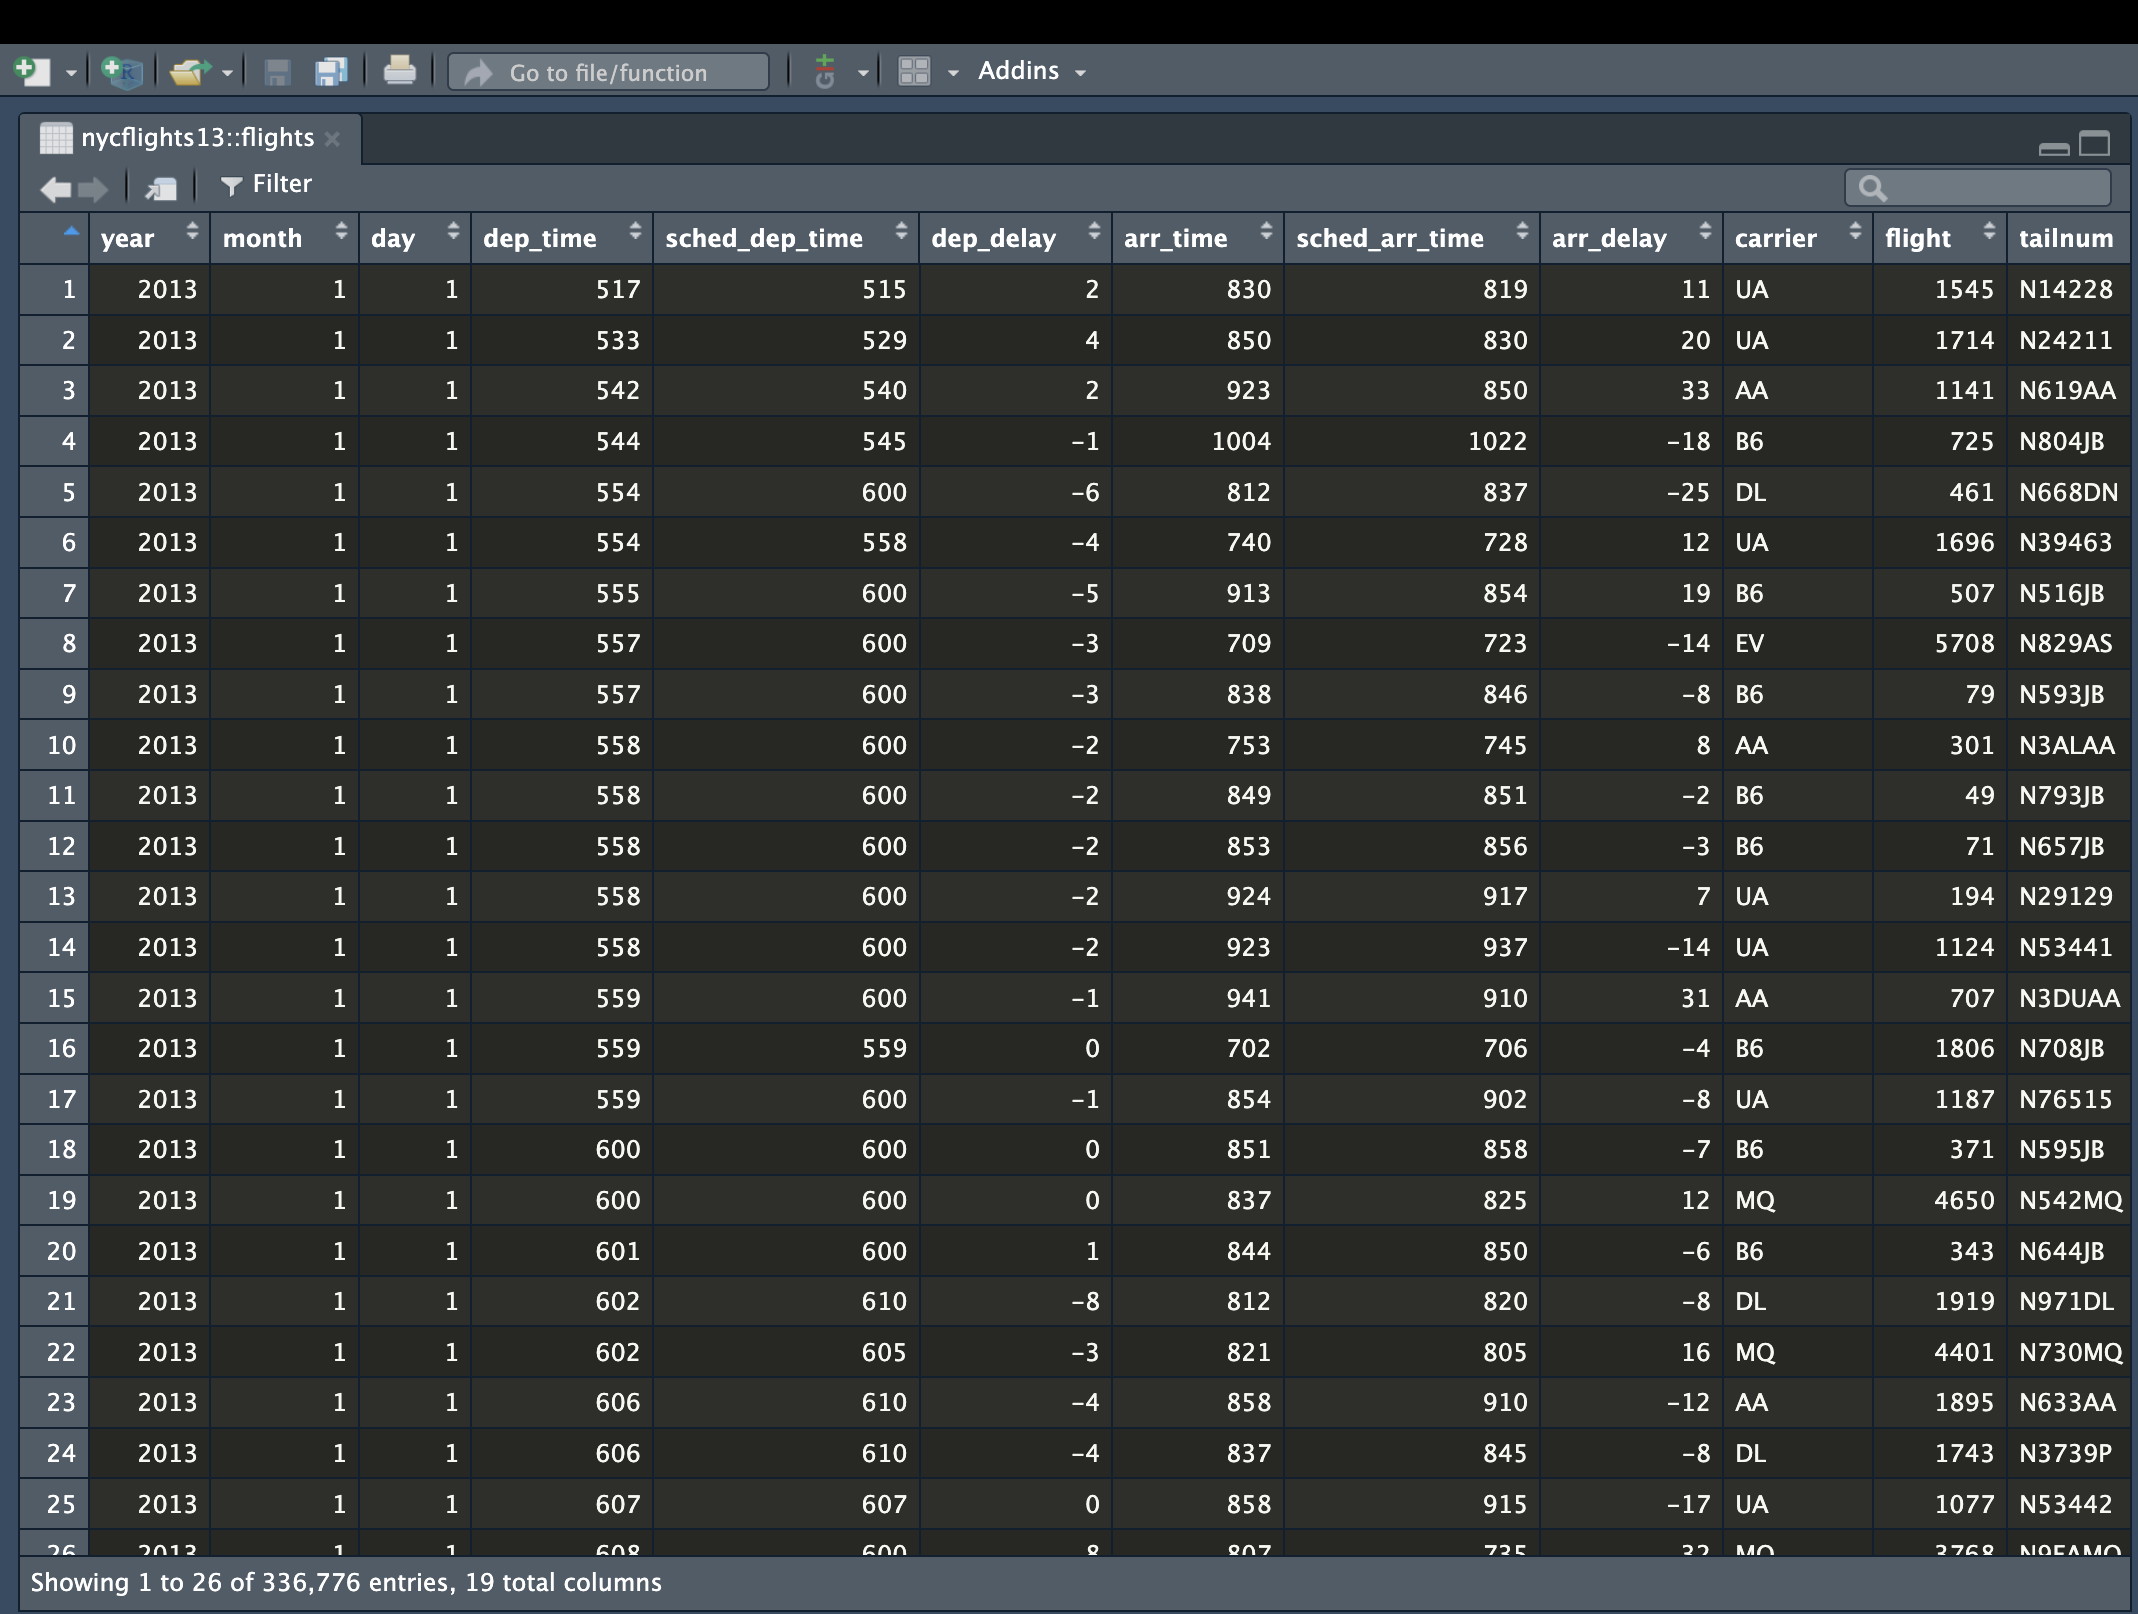 Go to file/function Addins
nycflights13::flights
Filter
year month day dep_time sched_dep_time dep_delay arr_time sched_arr_time arr_delay carrier flight tailnum
1 2013 1 1 517 515 2 830 819 11 UA 1545 N14228
2 2013 1 1 533 529 4 850 830 20 UA 1714 N24211
3 2013 1 1 542 540 2 923 850 33 AA 1141 N619AA
4 2013 1 1 544 545 -1 1004 1022 -18 B6 725 N804JB
5 2013 1 1 554 600 -6 812 837 -25 DL 461 N668DN
6 2013 1 1 554 558 -4 740 728 12 UA 1696 N39463
7 2013 1 1 555 600 -5 913 854 19 B6 507 N516JB
8 2013 1 1 557 600 -3 709 723 -14 EV 5708 N829AS
9 2013 1 1 557 600 -3 838 846 -8 B6 79 N593JB
10 2013 1 1 558 600 -2 753 745 8 AA 301 N3ALAA
11 2013 1 1 558 600 -2 849 851 -2 B6 49 N793JB
12 2013 1 1 558 600 -2 853 856 -3 B6 71 N657JB
13 2013 1 1 558 600 -2 924 917 7 UA 194 N29129
14 2013 1 1 558 600 -2 923 937 -14 UA 1124 N53441
15 2013 1 1 559 600 -1 941 910 31 AA 707 N3DUAA
16 2013 1 1 559 559 0 702 706 -4 B6 1806 N708JB
17 2013 1 1 559 600 -1 854 902 -8 UA 1187 N76515
18 2013 1 1 600 600 0 851 858 -7 B6 371 N595JB
19 2013 1 1 600 600 0 837 825 12 MQ 4650 N542MQ
20 2013 1 1 601 600 1 844 850 -6 B6 343 N644JB
21 2013 1 1 602 610 -8 812 820 -8 DL 1919 N971DL
22 2013 1 1 602 605 -3 821 805 16 MQ 4401 N730MQ
23 2013 1 1 606 610 -4 858 910 -12 AA 1895 N633AA
24 2013 1 1 606 610 -4 837 845 -8 DL 1743 N3739P
25 2013 1 1 607 607 0 858 915 -17 UA 1077 N53442
26 2013 1 1 608 600 8 807 735 32 MQ 3768
Showing 1 to 26 of 336,776 entries, 19 total columns